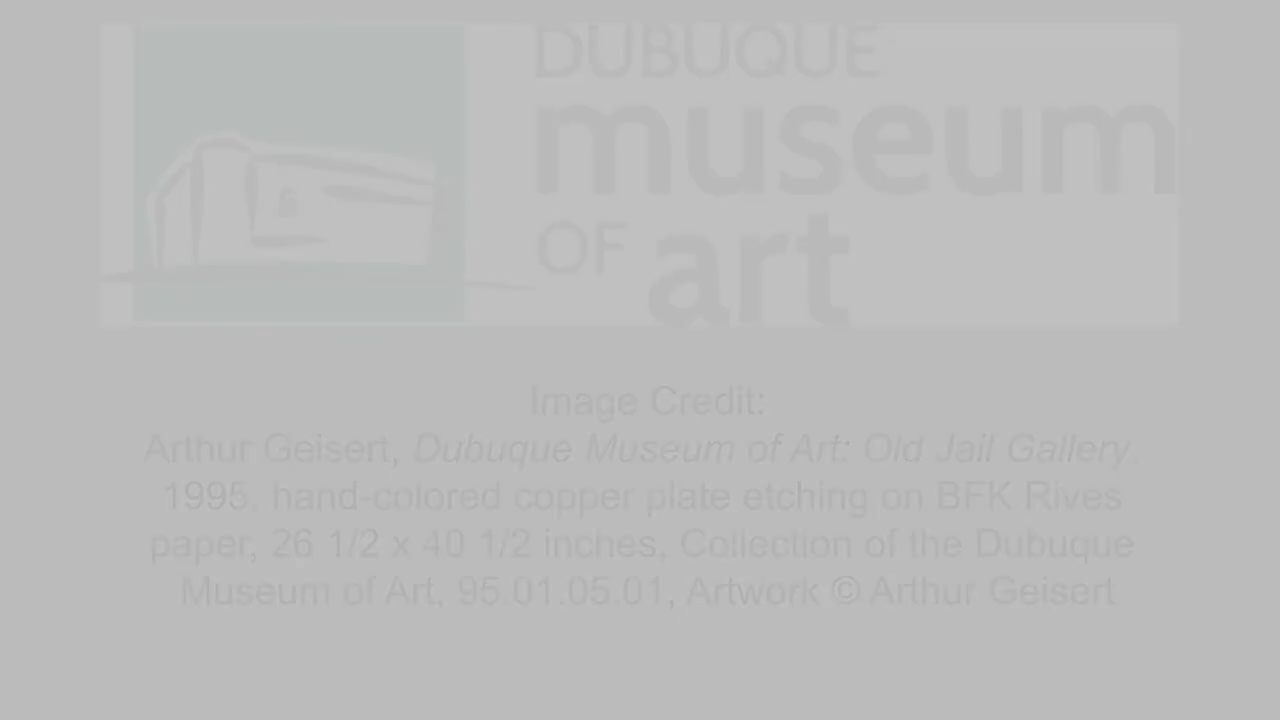 DUBUQUE
museum
OF art
Image Credit:
Arthur Geisert, Dubuque Museum of Art: Old Jail Gallery,
1995, hand-colored copper plate etching on BFK Rives
paper, 26 1/2 x 40 1/2 inches, Collection of the Dubuque
Museum of Art, 95.01.05.01, Artwork © Arthur Geisert